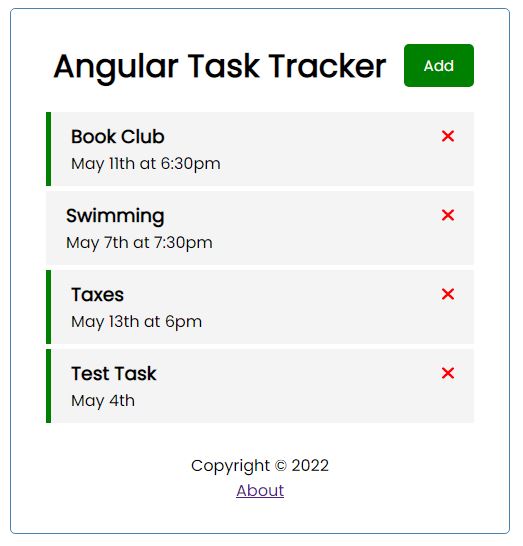 Angular Task Tracker Add
Book Club
May 11th at 6:30pm
Swimming
May 7th at 7:30pm
Taxes
May 13th at 6pm
Test Task
May 4th
Copyright © 2022
About